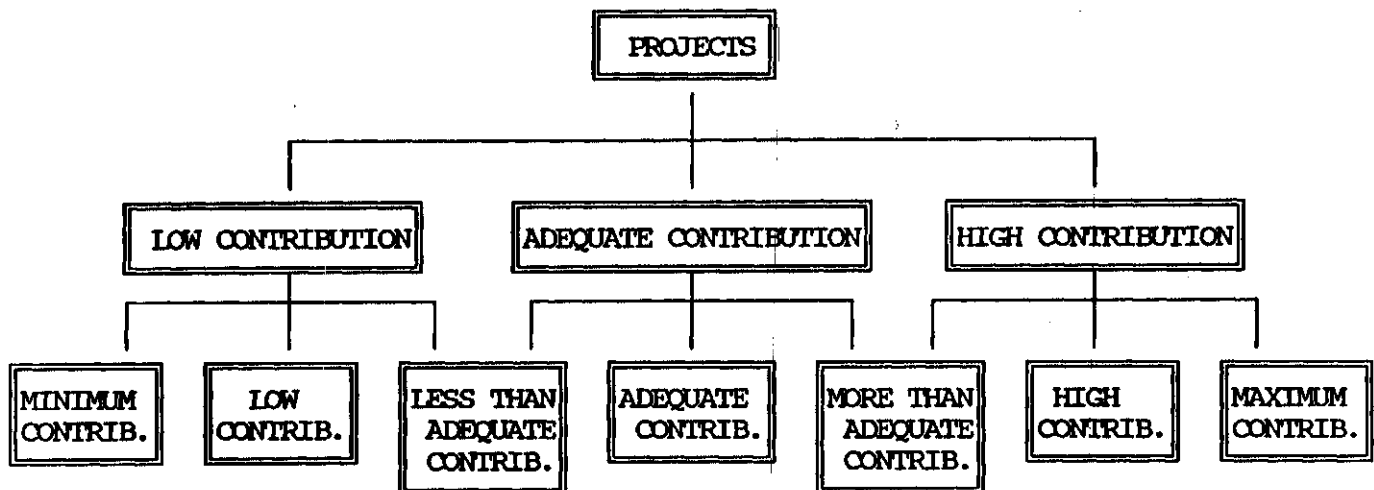 PROJECTS
LOW CONTRIBUTION
ADEQUATE CONTRIBUTION
HIGH CONTRIBUTION
MINIMUM
CONTRIB.
LOW
CONTRIB.
LESS THAN
ADEQUATE
CONTRIB.
ADEQUATE
CONTRIB.
MORE THAN
ADEQUATE
CONTRIB.
HIGH
CONTRIB.
MAXIMUM
CONTRIB.